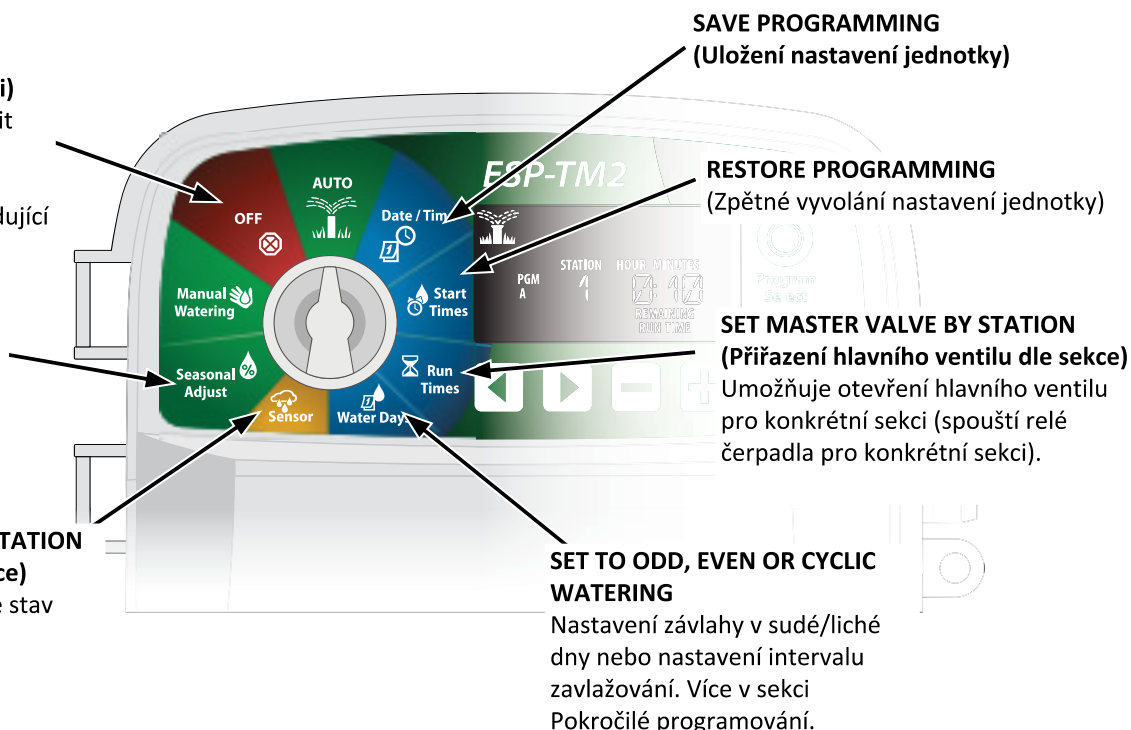 SAVE PROGRAMMING
(Uložení nastavení jednotky)
i)
it
dující
RESTORE PROGRAMMING
(Zpětné vyvolání nastavení jednotky)
ESP-TM2
AUTO
OFF
Date / Tim
Manual
Watering
Start
Times
Seasonal
Adjust
%
Run
Times
Sensor
Water Day
PGM
A
STATION
1
HOUR MINUTES
0:10
REMAINING
RUN TIME
Program
Select
SET MASTER VALVE BY STATION
(Přiřazení hlavního ventilu dle sekce)
Umožňuje otevření hlavního ventilu
pro konkrétní sekci (spouští relé
čerpadla pro konkrétní sekci).
TATION
ce)
e stav
SET TO ODD, EVEN OR CYCLIC
WATERING
Nastavení závlahy v sudé/liché
dny nebo nastavení intervalu
zavlažování. Více v sekci
Pokročilé programování.